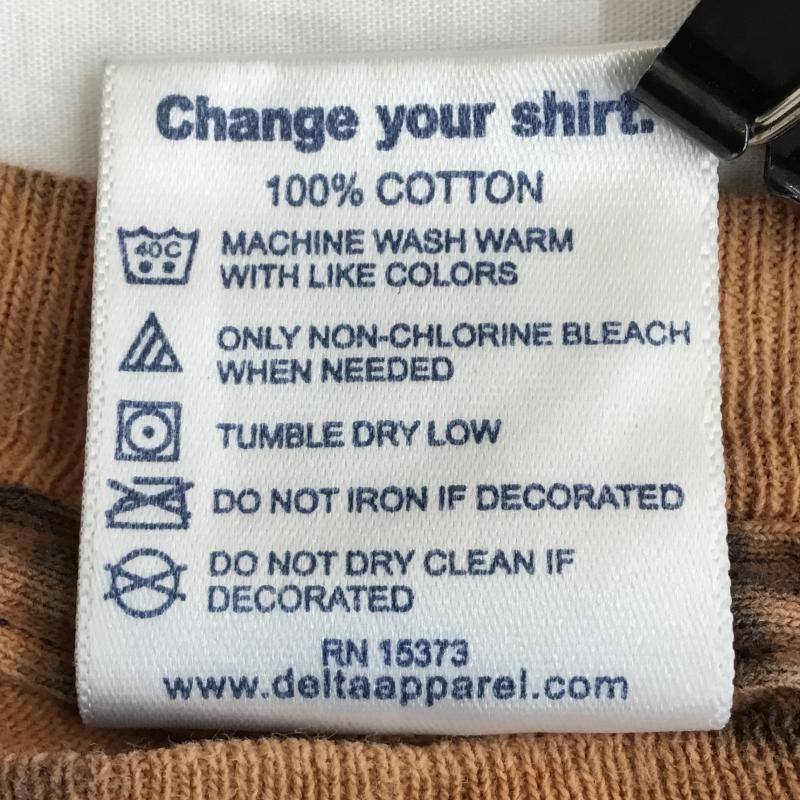 Change your shirt.
100% COTTON
40C
MACHINE WASH WARM
WITH LIKE COLORS
ONLY NON-CHLORINE BLEACH
WHEN NEEDED
TUMBLE DRY LOW
DO NOT IRON IF DECORATED
DO NOT DRY CLEAN IF
DECORATED
RN 15373
www.deltaapparel.com